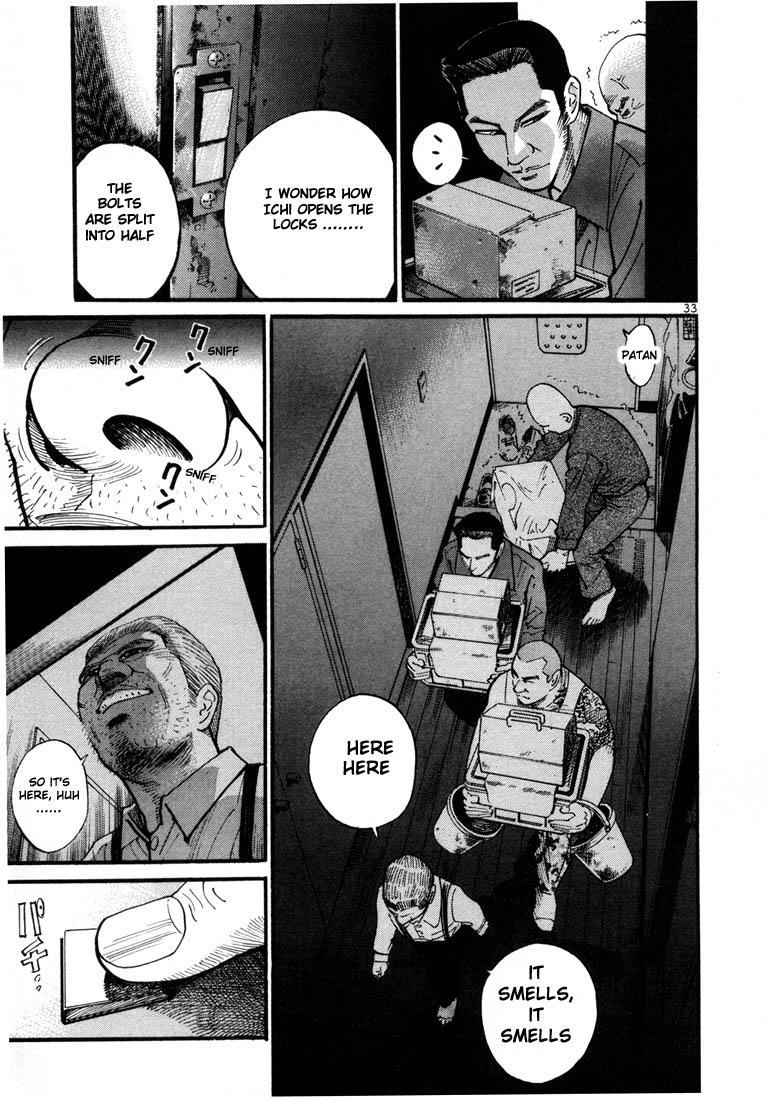 I WONDER HOW
ICHI OPENS THE
LOCKS ........
THE
BOLTS
ARE SPLIT
INTO HALF
33
PATAN
HERE
HERE
IT
SMELLS,
IT
SMELLS
クン
SNIFF
クン
SNIFF
クン
SNIFF
SO IT'S
HERE, HUH
......
パチ